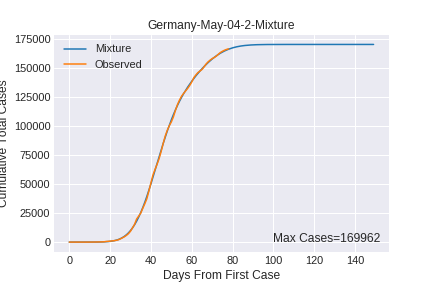 Germany-May-04-2-Mixture
Cumulative Total Cases
175000
150000
125000
100000
75000
50000
25000
0
Mixture
Observed
Max Cases=169962
0 20 40 60 80 100 120 140
Days From First Case